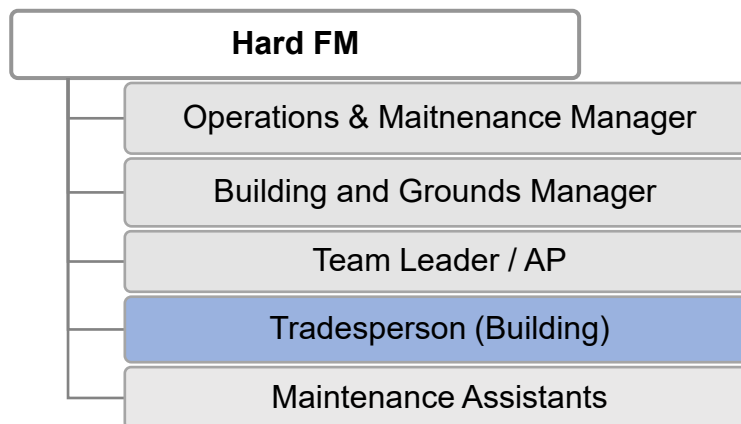 Hard FM
Operations & Maitnenance Manager
Building and Grounds Manager
Team Leader / AP
Tradesperson (Building)
Maintenance Assistants